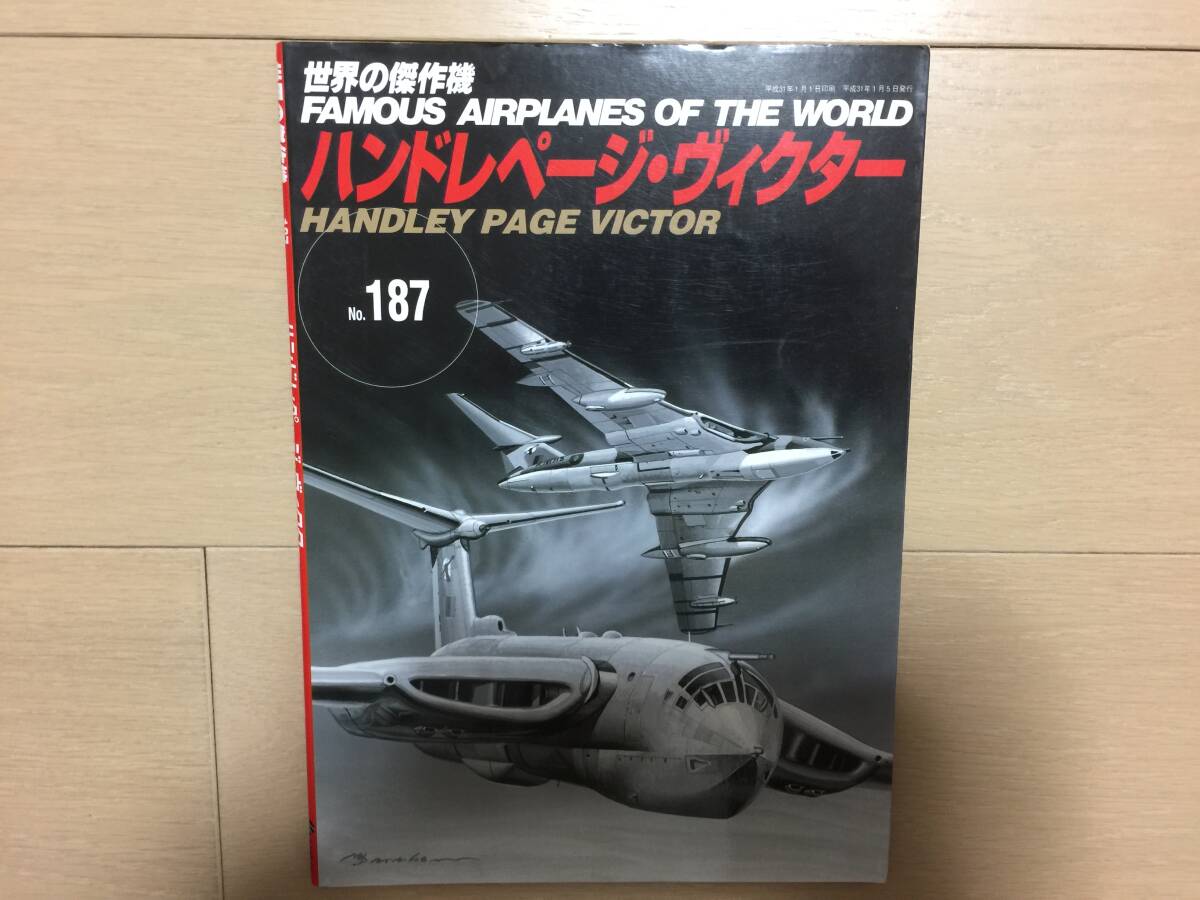 世界の傑作機
平成31年1月1日印刷 平成31年1月5日発行
FAMOUS AIRPLANES OF THE WORLD
ハンドレページ・ヴィクター
HANDLEY PAGE VICTOR
No.187